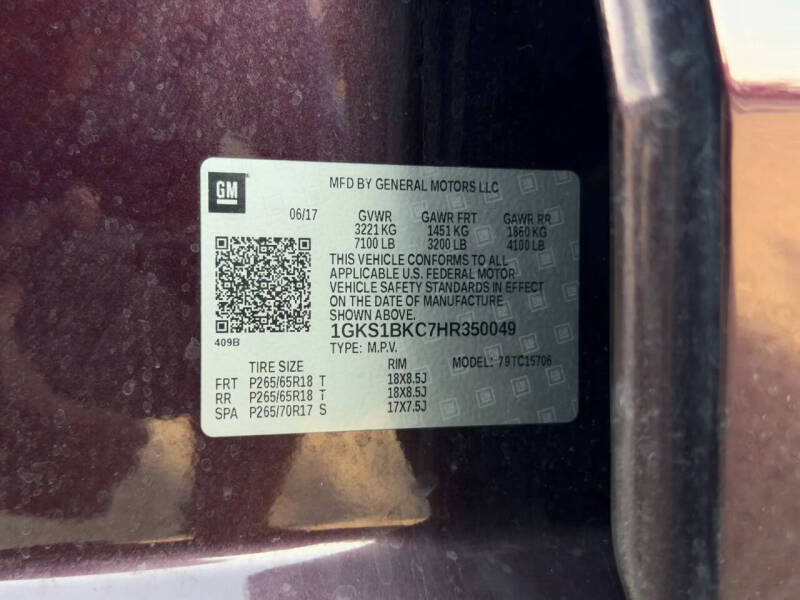 GM
MFD BY GENERAL MOTORS LLC
06/17 GVWR GAWR FRT GAWR RR
3221 KG 1451 KG 1860 KG
7100 LB 3200 LB 4100 LB
THIS VEHICLE CONFORMS TO ALL
APPLICABLE U.S. FEDERAL MOTOR
VEHICLE SAFETY STANDARDS IN EFFECT
ON THE DATE OF MANUFACTURE
SHOWN ABOVE.
1GKS1BKC7HR350049
409B
TYPE: M.P.V. MODEL: 79TC15706
TIRE SIZE RIM
FRT P265/65R18 T 18X8.5J
RR P265/65R18 T 18X8.5J
SPA P265/70R17 S 17X7.5J